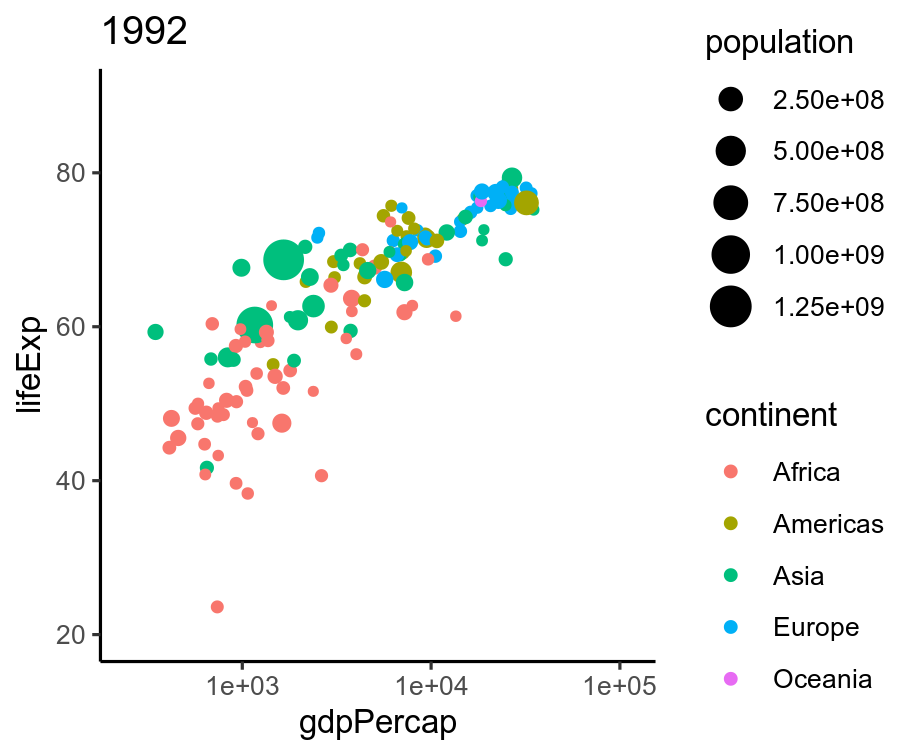 1992
lifeExp
80
60
40
20
1e+03
1e+04
1e+05
gdpPercap
population
2.50e+08
5.00e+08
7.50e+08
1.00e+09
1.25e+09
continent
Africa
Americas
Asia
Europe
Oceania